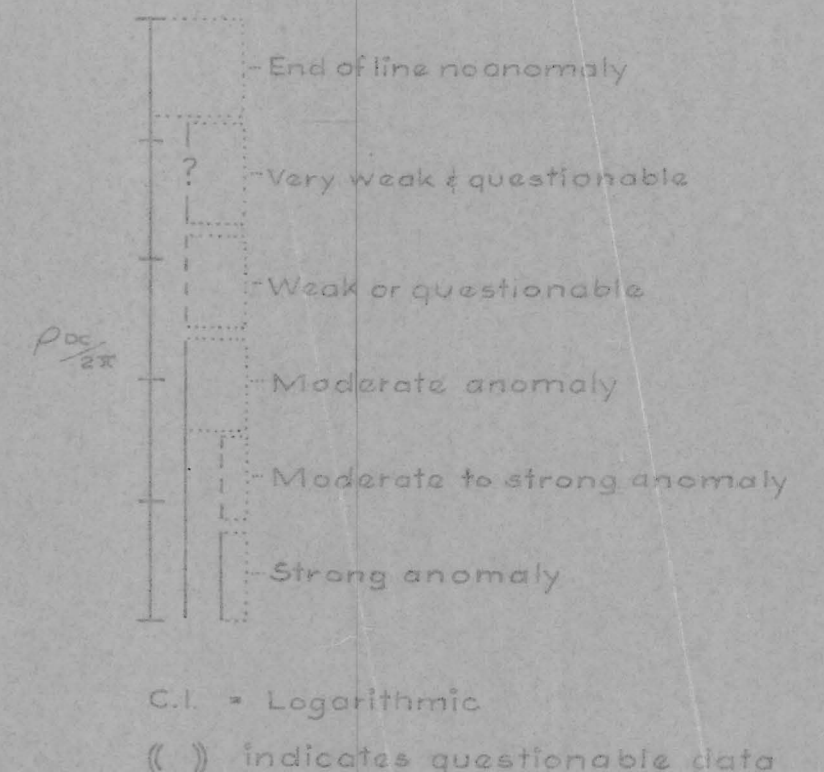 End of line no anomaly
?
Very weak & questionable
Weak or questionable
ρ∝/2π
Moderate anomaly
Moderate to strong anomaly
Strong anomaly
C.I. = Logarithmic
(( )) indicates questionable data